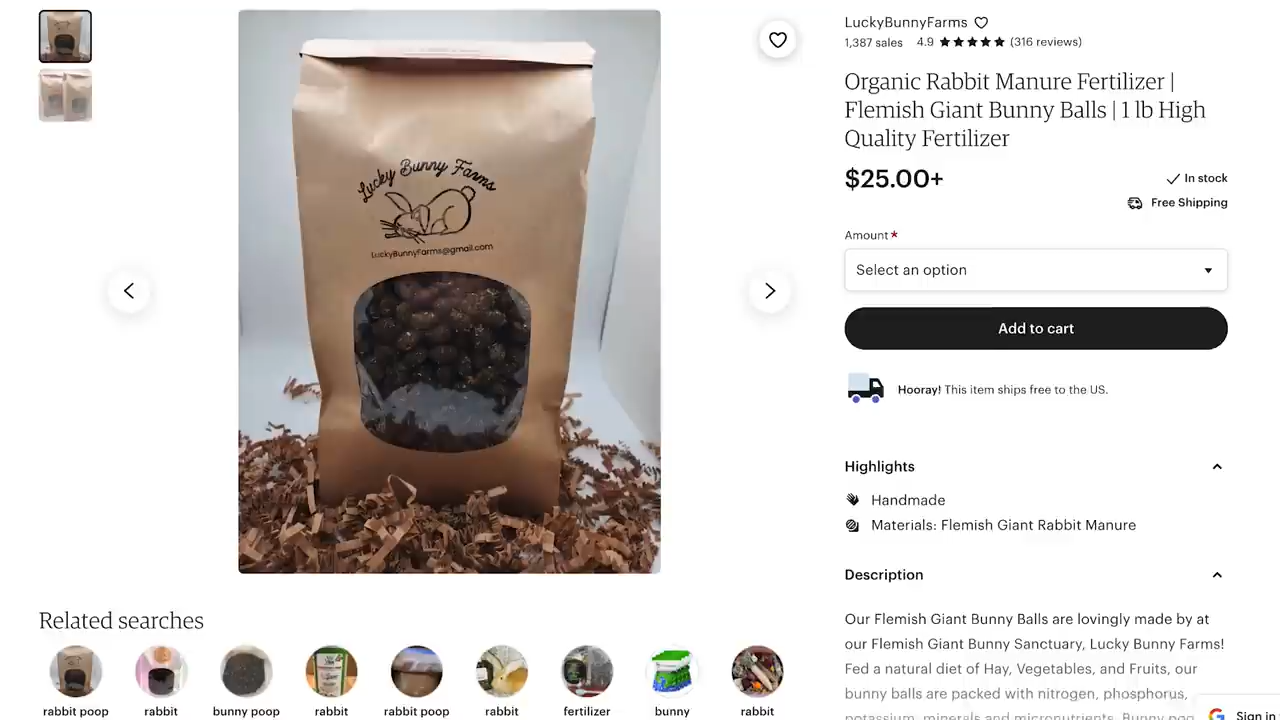 LuckyBunnyFarms
1,387 sales 4.9 (316 reviews)
Organic Rabbit Manure Fertilizer |
Flemish Giant Bunny Balls | 1 lb High
Quality Fertilizer
$25.00+
In stock
Free Shipping
Amount *
Select an option
Add to cart
Hooray! This item ships free to the US.
Highlights
Handmade
Materials: Flemish Giant Rabbit Manure
Description
Our Flemish Giant Bunny Balls are lovingly made by at
our Flemish Giant Bunny Sanctuary, Lucky Bunny Farms!
Fed a natural diet of Hay, Vegetables, and Fruits, our
bunny balls are packed with nitrogen, phosphorus,
potassium, minerals and micronutrients. Bunny
Sign in
Lucky Bunny Farms
LuckyBunnyFarms@gmail.com
Related searches
rabbit poop
rabbit
bunny poop
rabbit
rabbit poop
rabbit
fertilizer
bunny
rabbit